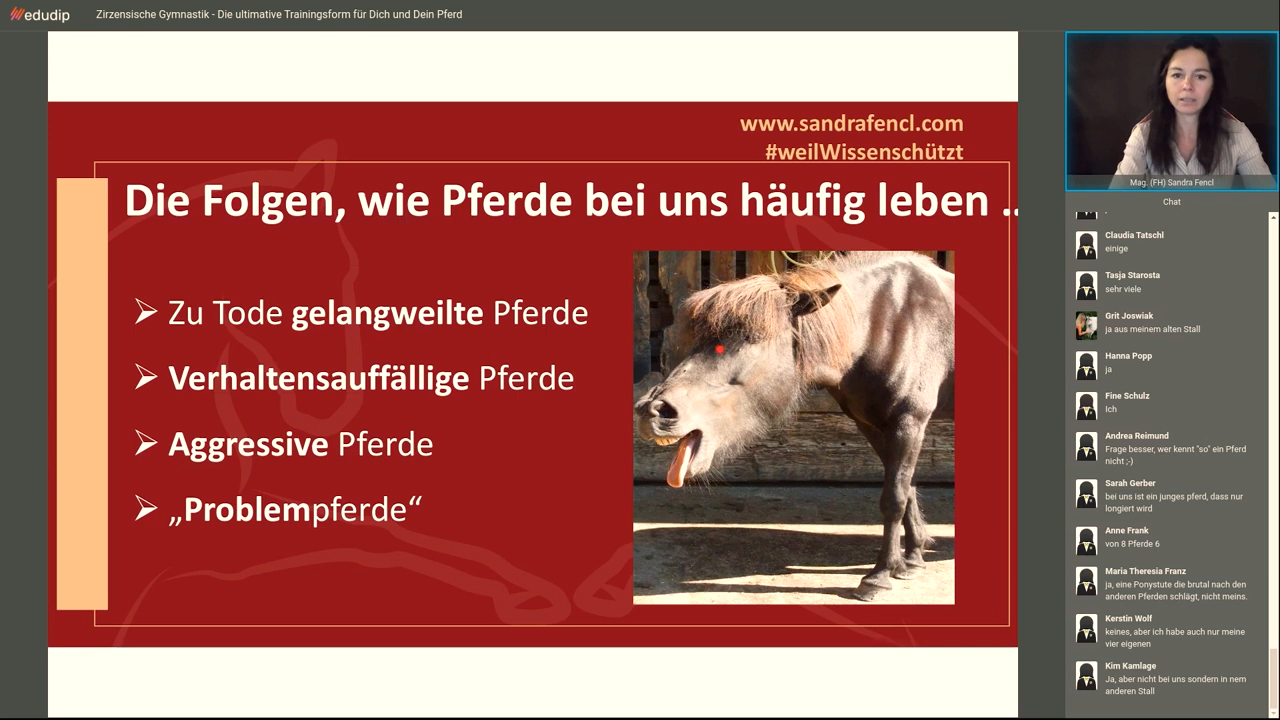 edudip
Zirzensische Gymnastik - Die ultimative Trainingsform für Dich und Dein Pferd
www.sandrafencl.com
#weilWissenschützt
Die Folgen, wie Pferde bei uns häufig leben ..
Zu Tode gelangweilte Pferde
Verhaltensauffällige Pferde
Aggressive Pferde
„Problempferde“
Mag. (FH) Sandra Fencl
Chat
Claudia Tatschl
einige
Tasja Starosta
sehr viele
Grit Joswiak
ja aus meinem alten Stall
Hanna Popp
ja
Fine Schulz
Ich
Andrea Reimund
Frage besser, wer kennt "so" ein Pferd
nicht ;-)
Sarah Gerber
bei uns ist ein junges pferd, dass nur
longiert wird
Anne Frank
von 8 Pferde 6
Maria Theresia Franz
ja, eine Ponystute die brutal nach den
anderen Pferden schlägt, nicht meins.
Kerstin Wolf
keines, aber ich habe auch nur meine
vier eigenen
Kim Kamlage
Ja, aber nicht bei uns sondern in nem
anderen Stall